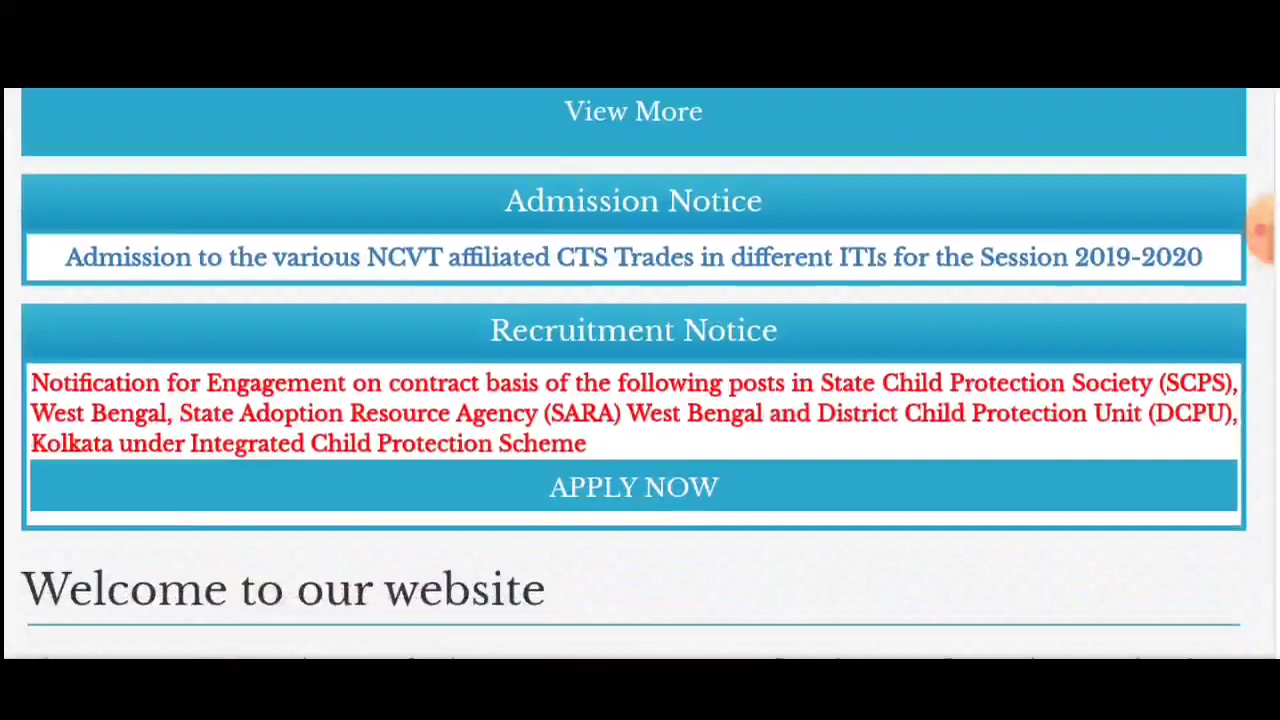 View More
Admission Notice
Admission to the various NCVT affiliated CTS Trades in different ITIs for the Session 2019-2020
Recruitment Notice
Notification for Engagement on contract basis of the following posts in State Child Protection Society (SCPS),
West Bengal, State Adoption Resource Agency (SARA) West Bengal and District Child Protection Unit (DCPU),
Kolkata under Integrated Child Protection Scheme
APPLY NOW
Welcome to our website